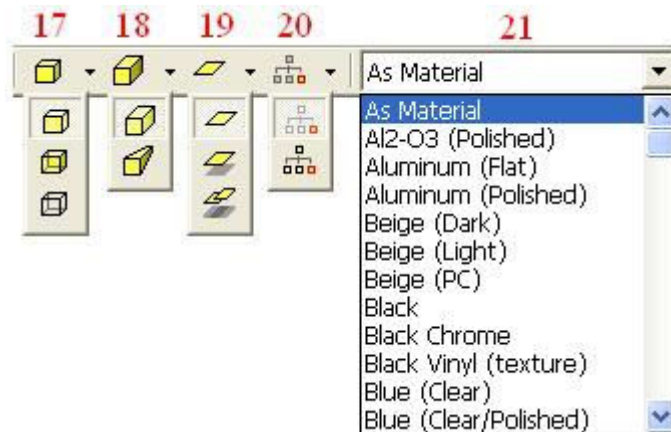 17 18 19 20 21
As Material
As Material
Al2-O3 (Polished)
Aluminum (Flat)
Aluminum (Polished)
Beige (Dark)
Beige (Light)
Beige (PC)
Black
Black Chrome
Black Vinyl (texture)
Blue (Clear)
Blue (Clear/Polished)